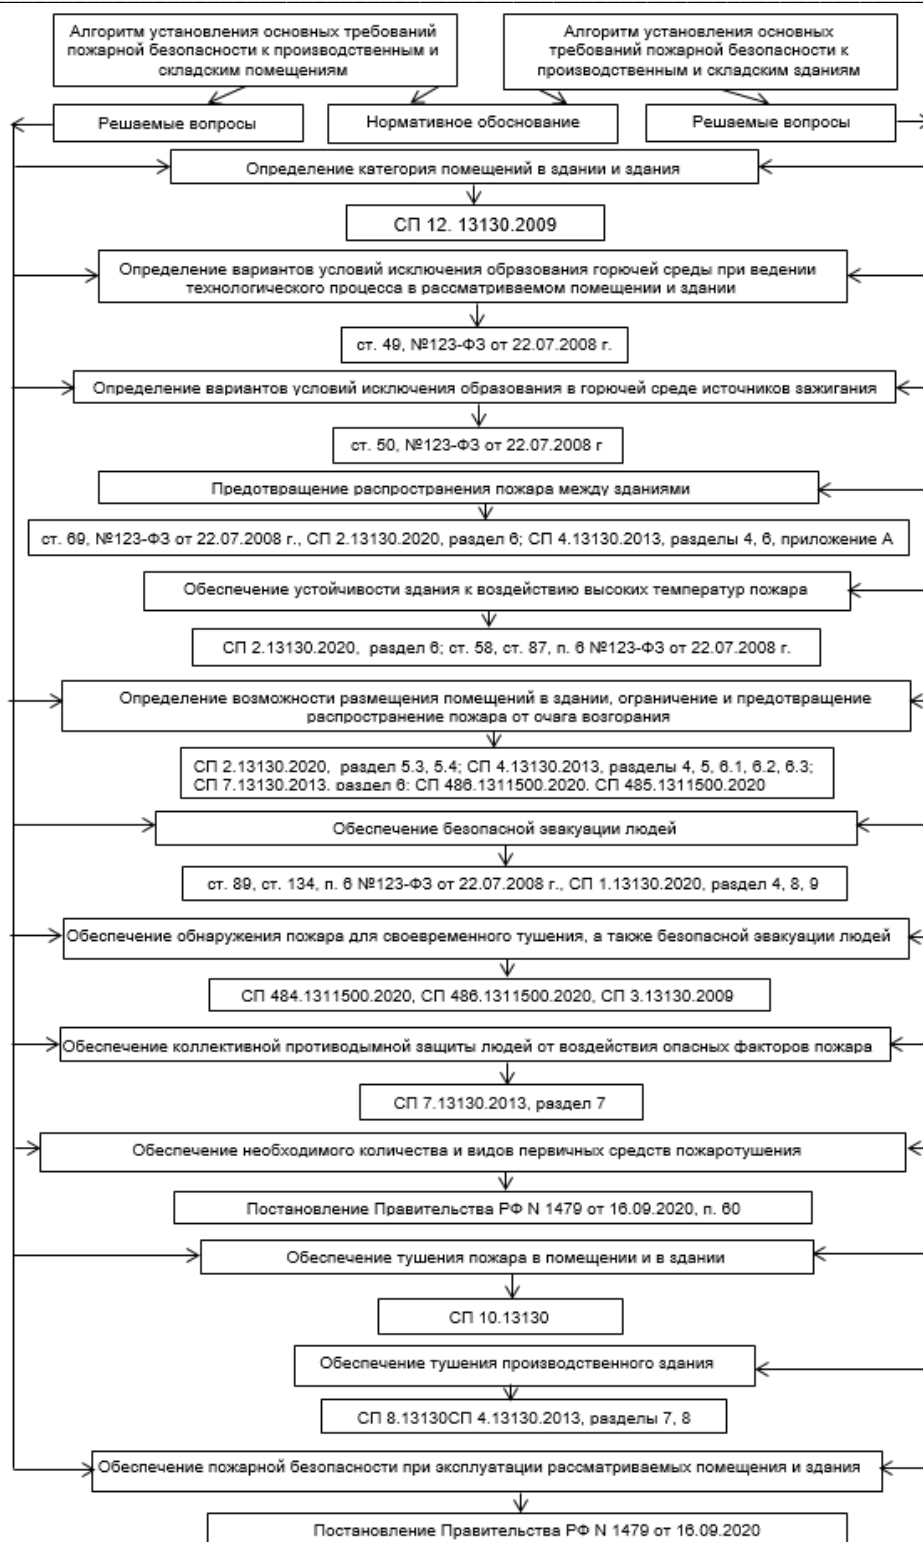 Алгоритм установления основных требований
пожарной безопасности к производственным и
складским помещениям
Алгоритм установления основных
требований пожарной безопасности к
производственным и складским зданиям
Решаемые вопросы
Нормативное обоснование
Решаемые вопросы
Определение категория помещений в здании и здания
СП 12. 13130.2009
Определение вариантов условий исключения образования горючей среды при ведении
технологического процесса в рассматриваемом помещении и здании
ст. 49, №123-ФЗ от 22.07.2008 г.
Определение вариантов условий исключения образования в горючей среде источников зажигания
ст. 50, №123-ФЗ от 22.07.2008 г
Предотвращение распространения пожара между зданиями
ст. 69, №123-ФЗ от 22.07.2008 г., СП 2.13130.2020, раздел 6; СП 4.13130.2013, разделы 4, 6, приложение А
Обеспечение устойчивости здания к воздействию высоких температур пожара
СП 2.13130.2020, раздел 6; ст. 58, ст. 87, п. 6 №123-ФЗ от 22.07.2008 г.
Определение возможности размещения помещений в здании, ограничение и предотвращение
распространение пожара от очага возгорания
СП 2.13130.2020, раздел 5.3, 5.4; СП 4.13130.2013, разделы 4, 5, 6.1, 6.2, 6.3;
СП 7.13130.2013, раздел 6; СП 486.1311500.2020, СП 485.1311500.2020
Обеспечение безопасной эвакуации людей
ст. 89, ст. 134, п. 6 №123-ФЗ от 22.07.2008 г., СП 1.13130.2020, раздел 4, 8, 9
Обеспечение обнаружения пожара для своевременного тушения, а также безопасной эвакуации людей
СП 484.1311500.2020, СП 486.1311500.2020, СП 3.13130.2009
Обеспечение коллективной противодымной защиты людей от воздействия опасных факторов пожара
СП 7.13130.2013, раздел 7
Обеспечение необходимого количества и видов первичных средств пожаротушения
Постановление Правительства РФ N 1479 от 16.09.2020, п. 60
Обеспечение тушения пожара в помещении и в здании
СП 10.13130
Обеспечение тушения производственного здания
СП 8.13130СП 4.13130.2013, разделы 7, 8
Обеспечение пожарной безопасности при эксплуатации рассматриваемых помещения и здания
Постановление Правительства РФ N 1479 от 16.09.2020